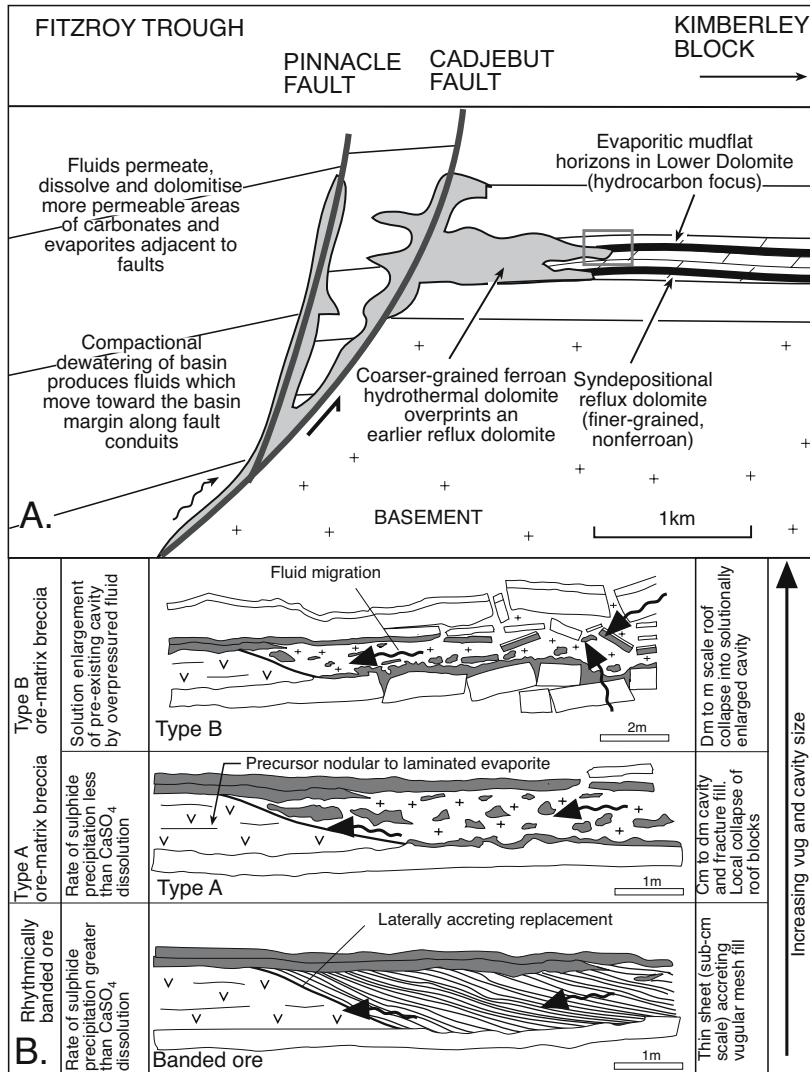 FITZROY TROUGH
KIMBERLEY
BLOCK
PINNACLE
FAULT
CADJEBUT
FAULT
Fluids permeate,
dissolve and dolomitise
more permeable areas
of carbonates and
evaporites adjacent to
faults
Evaporitic mudflat
horizons in Lower Dolomite
(hydrocarbon focus)
Compactional
dewatering of basin
produces fluids which
move toward the basin
margin along fault
conduits
Coarser-grained ferroan
hydrothermal dolomite
overprints an
earlier reflux dolomite
Syndepositional
reflux dolomite
(finer-grained,
nonferroan)
A.
BASEMENT
1km
Type B
ore-matrix breccia
Solution enlargement
of pre-existing cavity
by overpressured fluid
Fluid migration
Type B
2m
Dm to m scale roof
collapse into solutionally
enlarged cavity
Type A
ore-matrix breccia
Rate of sulphide
precipitation less
than CaSO4
dissolution
Precursor nodular to laminated evaporite
Type A
1m
Cm to dm cavity
and fracture fill.
Local collapse of
roof blocks
Rhythmically
banded ore
Rate of sulphide
precipitation greater
than CaSO4
dissolution
Laterally accreting replacement
Banded ore
1m
Thin sheet (sub-cm
scale) accreting
vugular mesh fill
B.
Increasing vug and cavity size